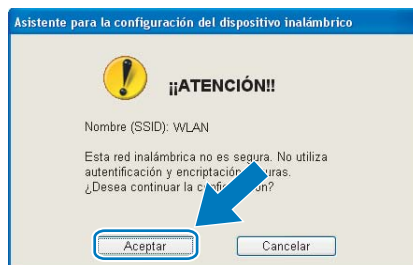 Asistente para la configuración del dispositivo inalámbrico
¡¡ATENCIÓN!!
Nombre (SSID): WLAN
Esta red inalámbrica no es segura. No utiliza
autentificación y encriptación
¿Desea continuar la
Aceptar
Cancelar